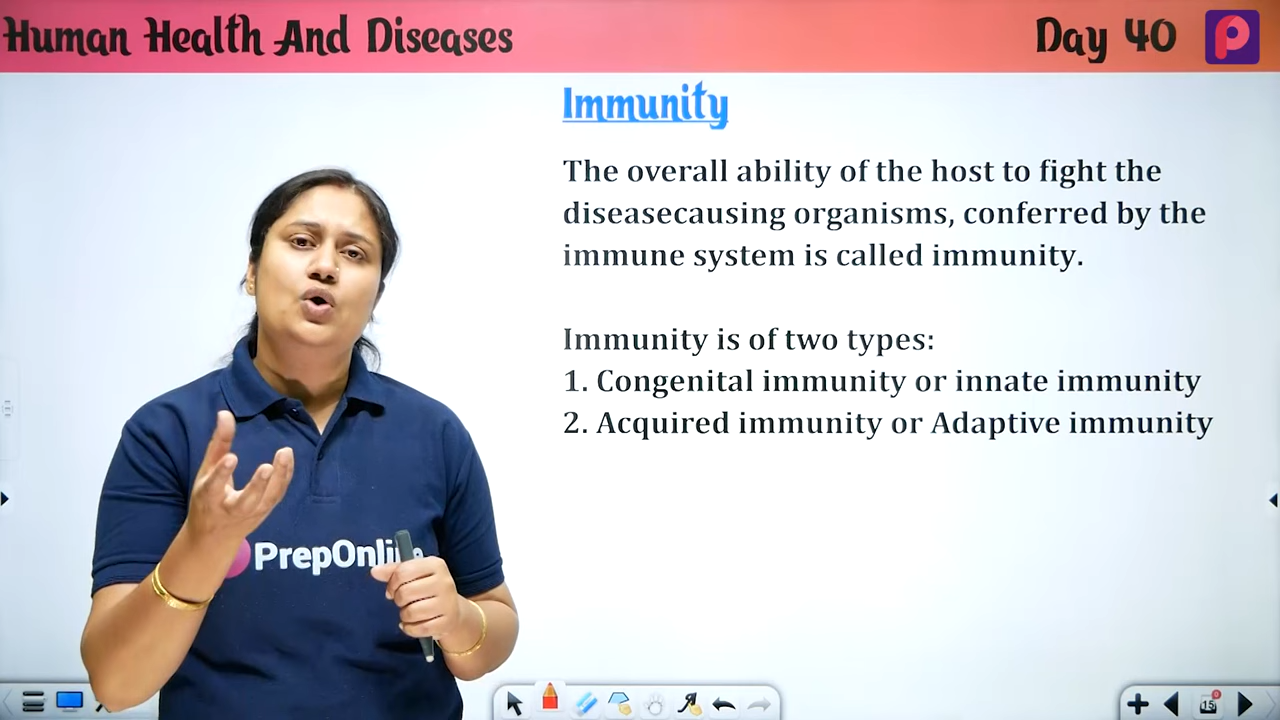 Human Health And Diseases
Day 40
Immunity
The overall ability of the host to fight the
diseasecausing organisms, conferred by the
immune system is called immunity.
Immunity is of two types:
1. Congenital immunity or innate immunity
2. Acquired immunity or Adaptive immunity
PrepOnline
15